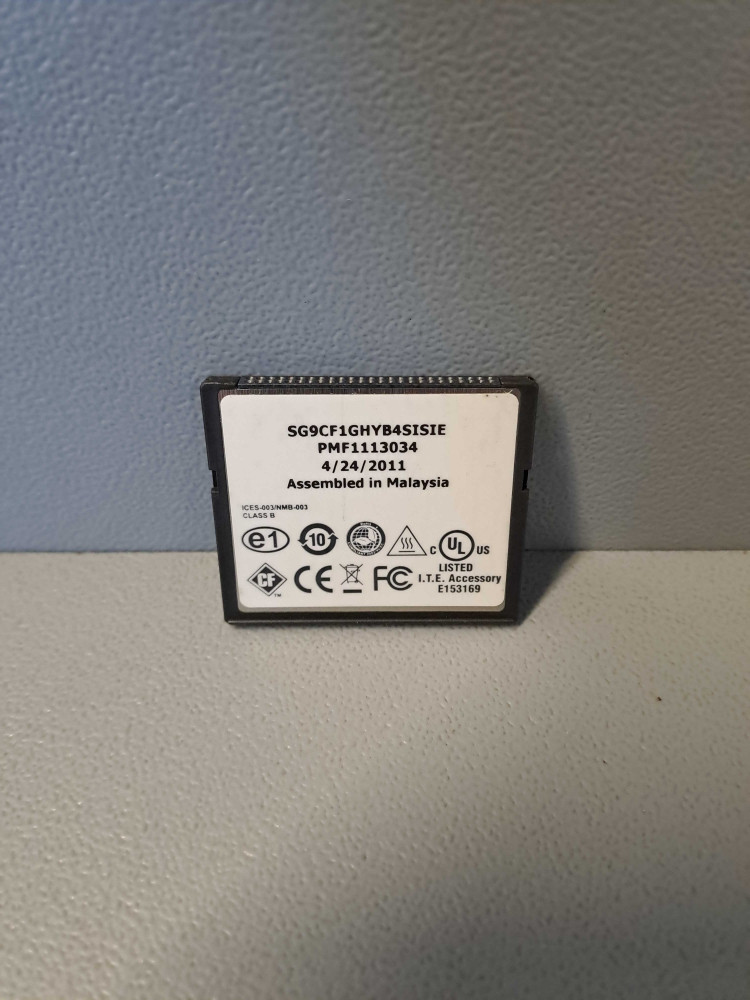 SG9CF1GHYB4SISIE
PMF1113034
4/24/2011
Assembled in Malaysia
ICES-003/NMB-003
CLASS B
e1
10
C UL US
LISTED
I.T.E. Accessory
E153169
CF TM
CE
FC